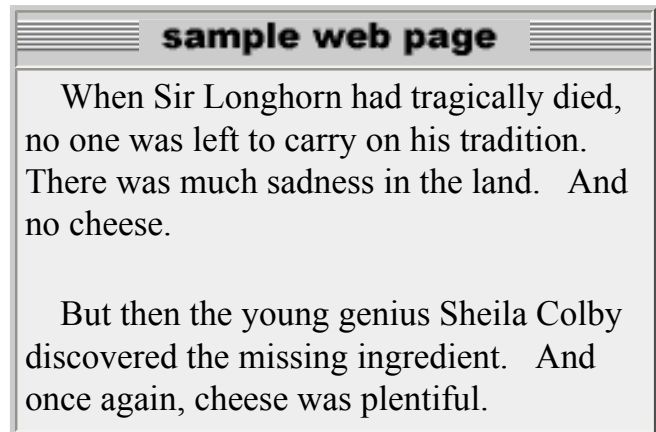 sample web page
When Sir Longhorn had tragically died,
no one was left to carry on his tradition.
There was much sadness in the land.   And
no cheese.
But then the young genius Sheila Colby
discovered the missing ingredient.   And
once again, cheese was plentiful.